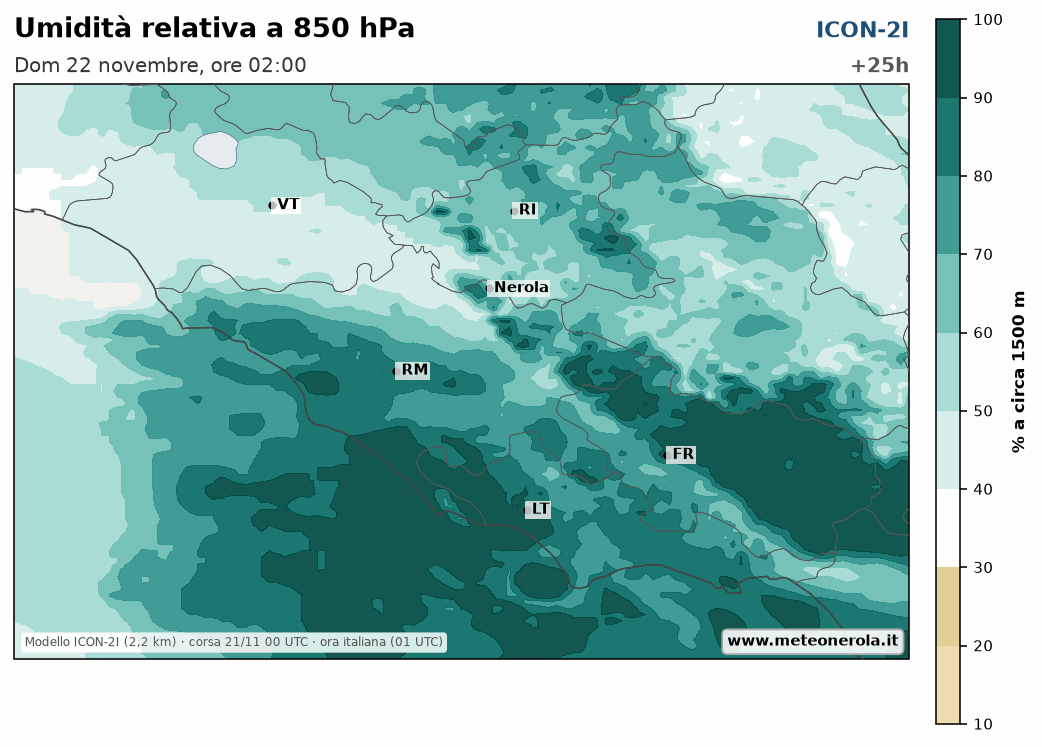 Umidità relativa a 850 hPa
ICON-2I
Dom 22 novembre, ore 02:00
+25h
100
90
80
70
60
50
40
30
20
10
% a circa 1500 m
VT
RI
Nerola
RM
FR
LT
Modello ICON-2I (2,2 km) · corsa 21/11 00 UTC · ora italiana (01 UTC)
www.meteonerola.it